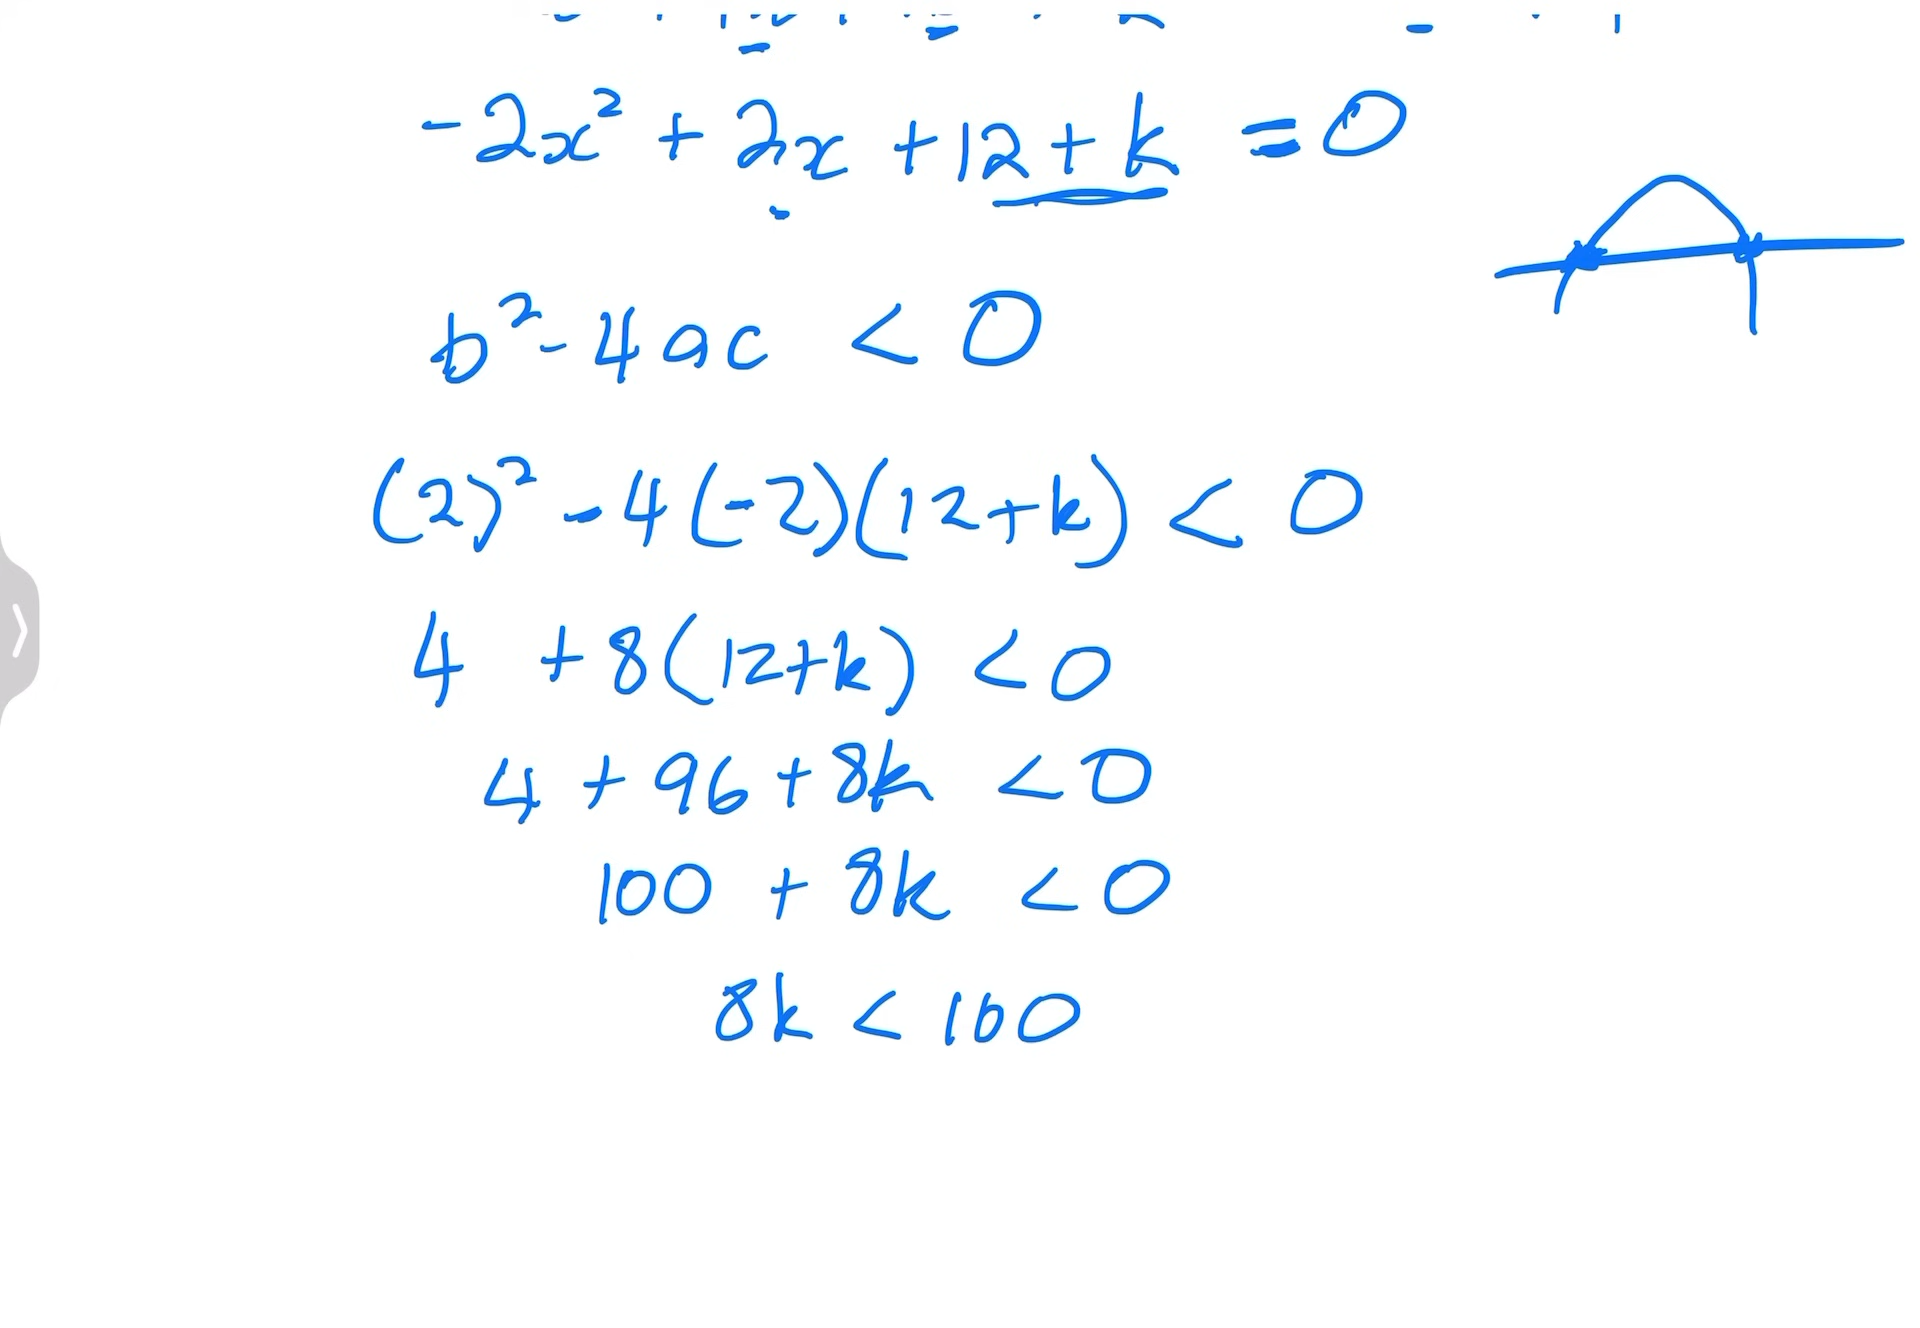 -2x² + 2x + 12 + k = 0
b² - 4ac < 0
(2)² - 4(-2)(12+k) < 0
4 + 8(12+k) < 0
4 + 96 + 8k < 0
100 + 8k < 0
8k < 100